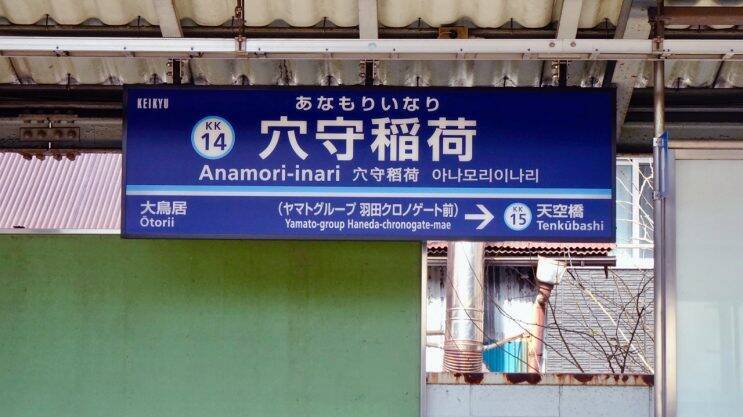 KEIKYU
あなもりいなり
KK
14
穴守稲荷
Anamori-inari 穴守稻荷 아나모리이나리
大鳥居
Ōtorii
（ヤマトグループ 羽田クロノゲート前）
Yamato-group Haneda-chronogate-mae
→
KK
15
天空橋
Tenkūbashi